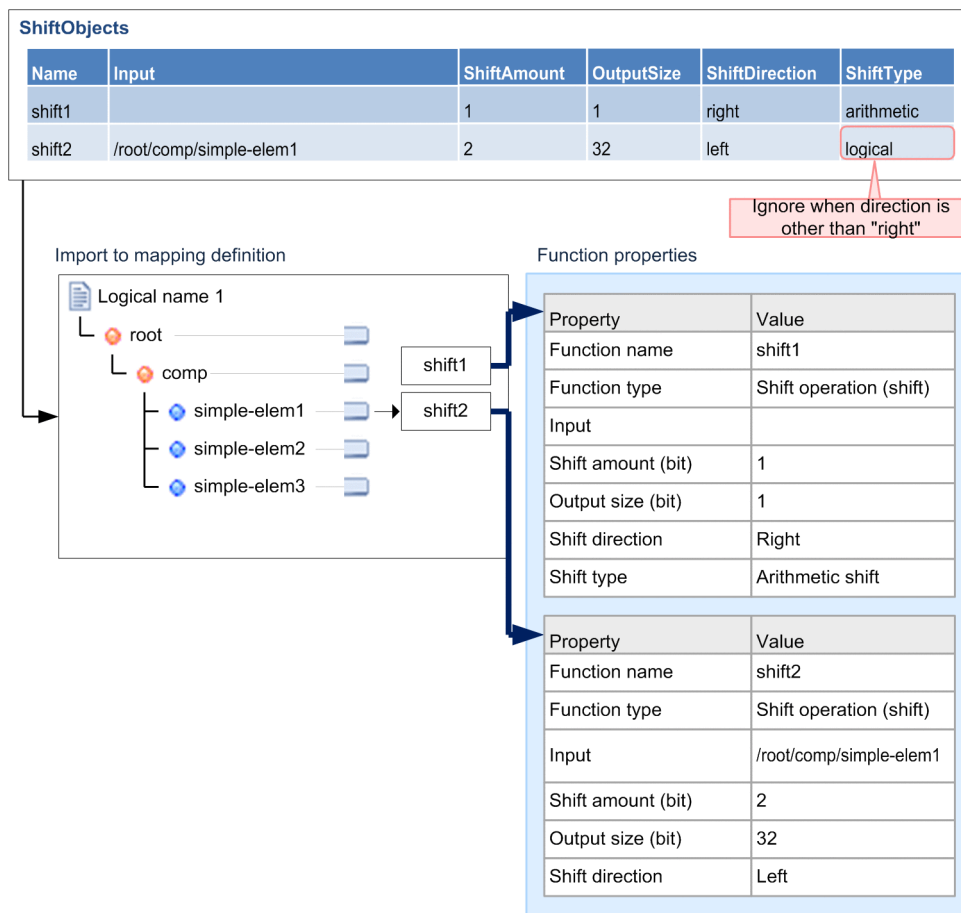 ShiftObjects
Name Input ShiftAmount OutputSize ShiftDirection ShiftType
shift1 1 1 right arithmetic
shift2 /root/comp/simple-elem1 2 32 left logical
Ignore when direction is
other than "right"
Import to mapping definition
Function properties
Logical name 1
root
comp
simple-elem1
simple-elem2
simple-elem3
shift1
shift2
Property Value
Function name shift1
Function type Shift operation (shift)
Input
Shift amount (bit) 1
Output size (bit) 1
Shift direction Right
Shift type Arithmetic shift
Property Value
Function name shift2
Function type Shift operation (shift)
Input /root/comp/simple-elem1
Shift amount (bit) 2
Output size (bit) 32
Shift direction Left